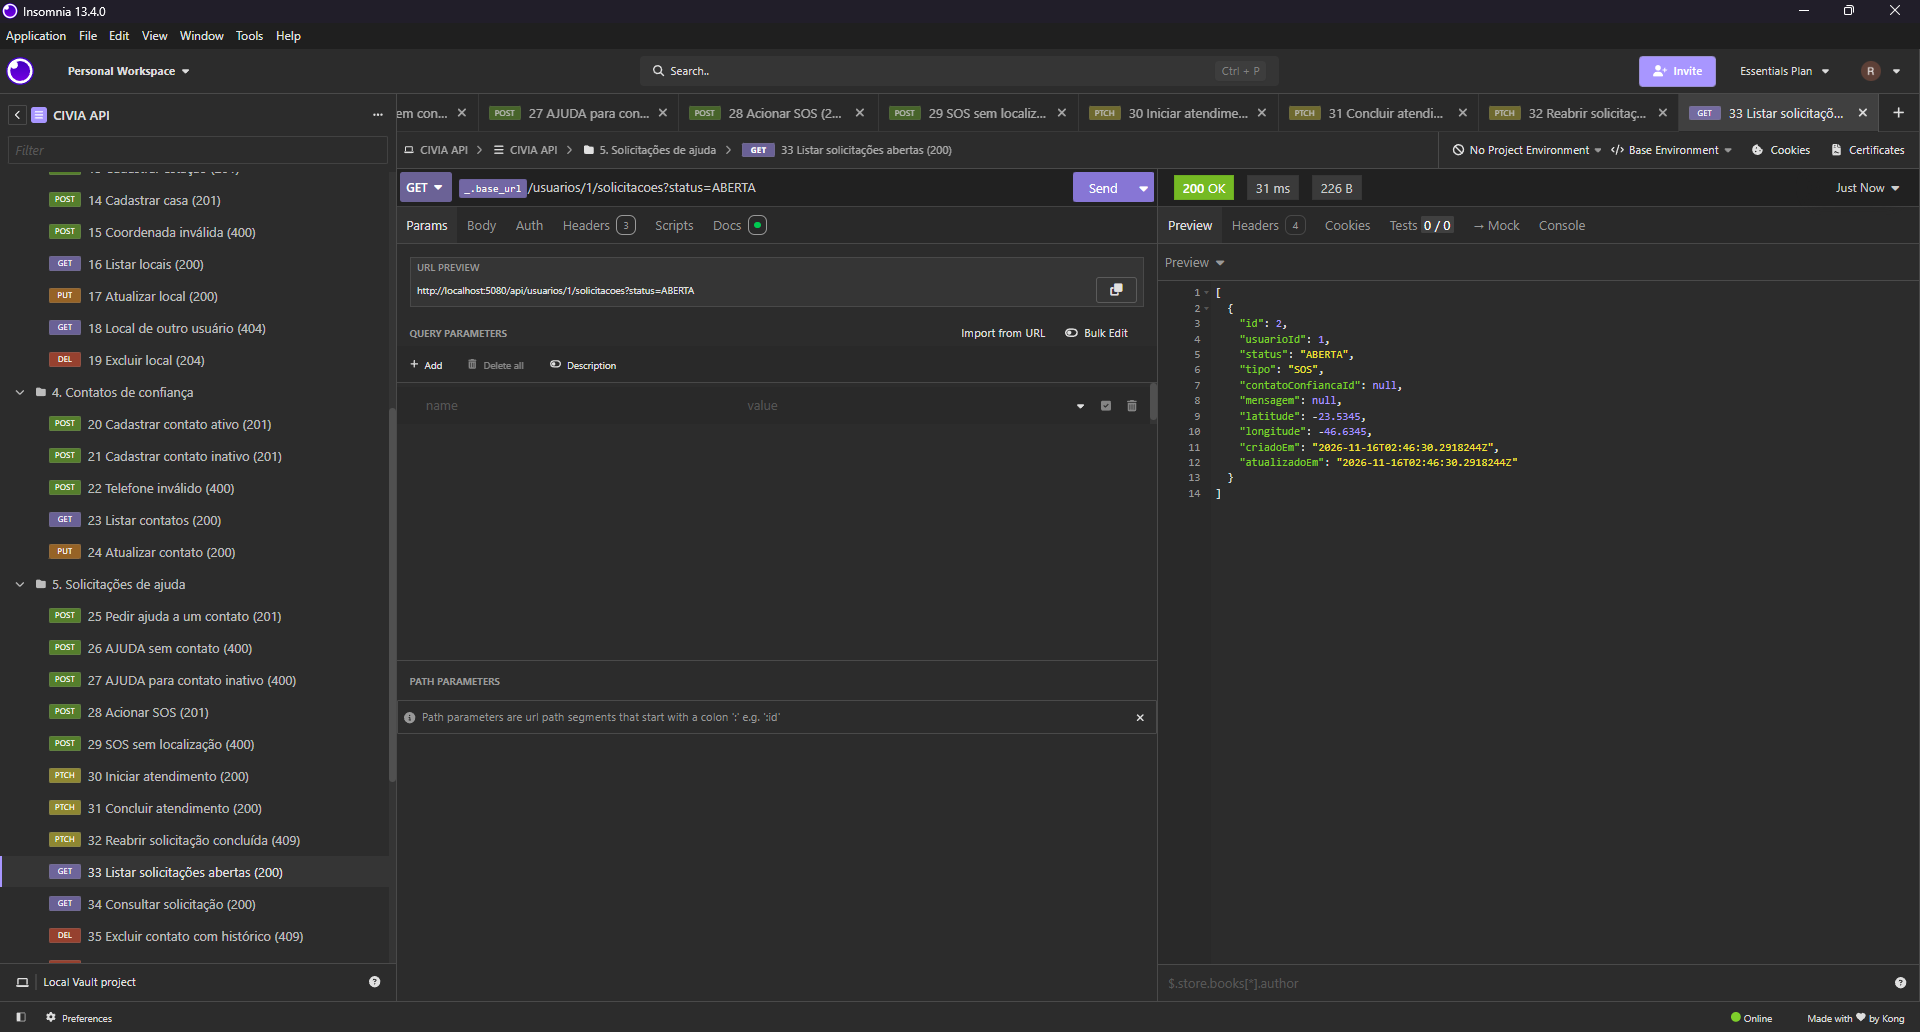 Insomnia 13.4.0
Application File Edit View Window Tools Help
Personal Workspace
Search..
Ctrl + P
Invite
Essentials Plan
R
CIVIA API
Filter
14 Cadastrar casa (201)
POST
15 Coordenada inválida (400)
POST
16 Listar locais (200)
GET
17 Atualizar local (200)
PUT
18 Local de outro usuário (404)
GET
19 Excluir local (204)
DEL
4. Contatos de confiança
POST 20 Cadastrar contato ativo (201)
POST 21 Cadastrar contato inativo (201)
POST 22 Telefone inválido (400)
GET 23 Listar contatos (200)
PUT 24 Atualizar contato (200)
5. Solicitações de ajuda
POST 25 Pedir ajuda a um contato (201)
POST 26 AJUDA sem contato (400)
POST 27 AJUDA para contato inativo (400)
POST 28 Acionar SOS (201)
POST 29 SOS sem localização (400)
PTCH 30 Iniciar atendimento (200)
PTCH 31 Concluir atendimento (200)
PTCH 32 Reabrir solicitação concluída (409)
GET 33 Listar solicitações abertas (200)
GET 34 Consultar solicitação (200)
DEL 35 Excluir contato com histórico (409)
Local Vault project
Preferences
em con... POST 27 AJUDA para con... POST 28 Acionar SOS (2... POST 29 SOS sem localiz... PTCH 30 Iniciar atendime... PTCH 31 Concluir atendi... PTCH 32 Reabrir solicitaç... GET 33 Listar solicitaçõ...
CIVIA API > CIVIA API > 5. Solicitações de ajuda > GET 33 Listar solicitações abertas (200)
No Project Environment </> Base Environment Cookies Certificates
GET _.base_url /usuarios/1/solicitacoes?status=ABERTA Send
Params Body Auth Headers 3 Scripts Docs
URL PREVIEW
http://localhost:5080/api/usuarios/1/solicitacoes?status=ABERTA
QUERY PARAMETERS Import from URL Bulk Edit
+ Add Delete all Description
name value
PATH PARAMETERS
Path parameters are url path segments that start with a colon ':' e.g. ':id'
200 OK 31 ms 226 B Just Now
Preview Headers 4 Cookies Tests 0 / 0 → Mock Console
Preview
1 [
2 {
3 "id": 2,
4 "usuarioId": 1,
5 "status": "ABERTA",
6 "tipo": "SOS",
7 "contatoConfiancaId": null,
8 "mensagem": null,
9 "latitude": -23.5345,
10 "longitude": -46.6345,
11 "criadoEm": "2026-11-16T02:46:30.2918244Z",
12 "atualizadoEm": "2026-11-16T02:46:30.2918244Z"
13 }
14 ]
$.store.books[*].author
Online Made with ♥ by Kong